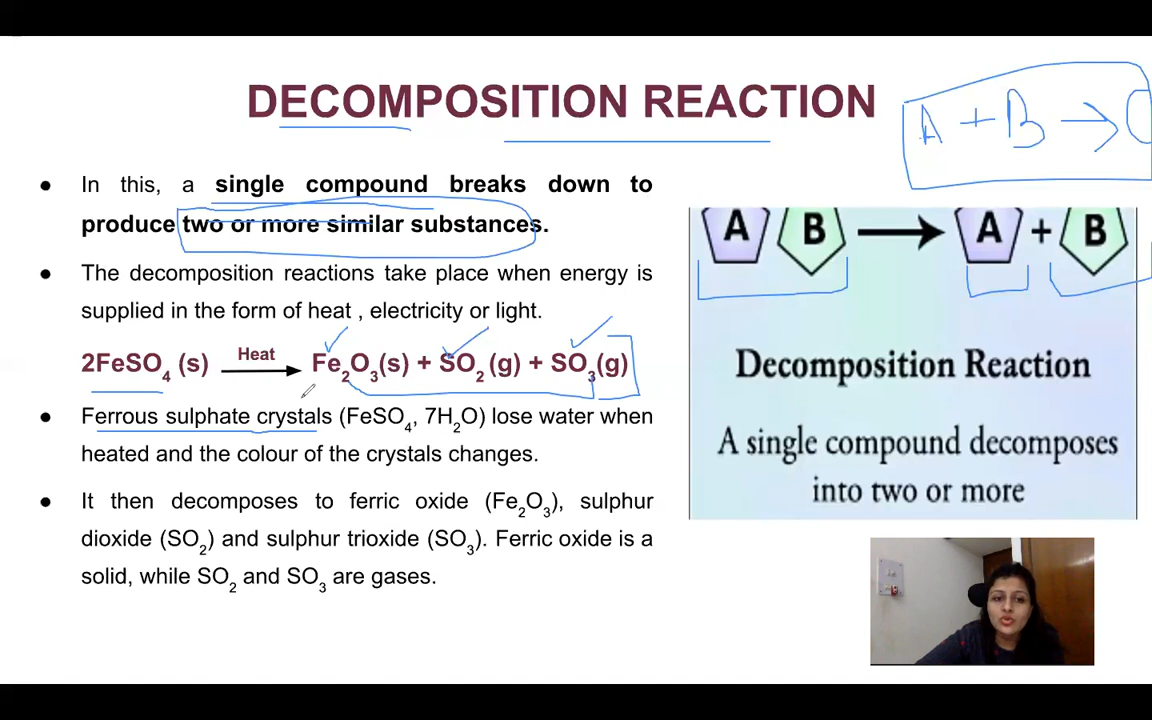 DECOMPOSITION REACTION
A + B →
● In this, a single compound breaks down to
produce two or more similar substances.
● The decomposition reactions take place when energy is
supplied in the form of heat , electricity or light.
2FeSO₄ (s) Heat → Fe₂O₃(s) + SO₂ (g) + SO₃(g)
● Ferrous sulphate crystals (FeSO₄, 7H₂O) lose water when
heated and the colour of the crystals changes.
● It then decomposes to ferric oxide (Fe₂O₃), sulphur
dioxide (SO₂) and sulphur trioxide (SO₃). Ferric oxide is a
solid, while SO₂ and SO₃ are gases.
A B → A + B
Decomposition Reaction
A single compound decomposes
into two or more